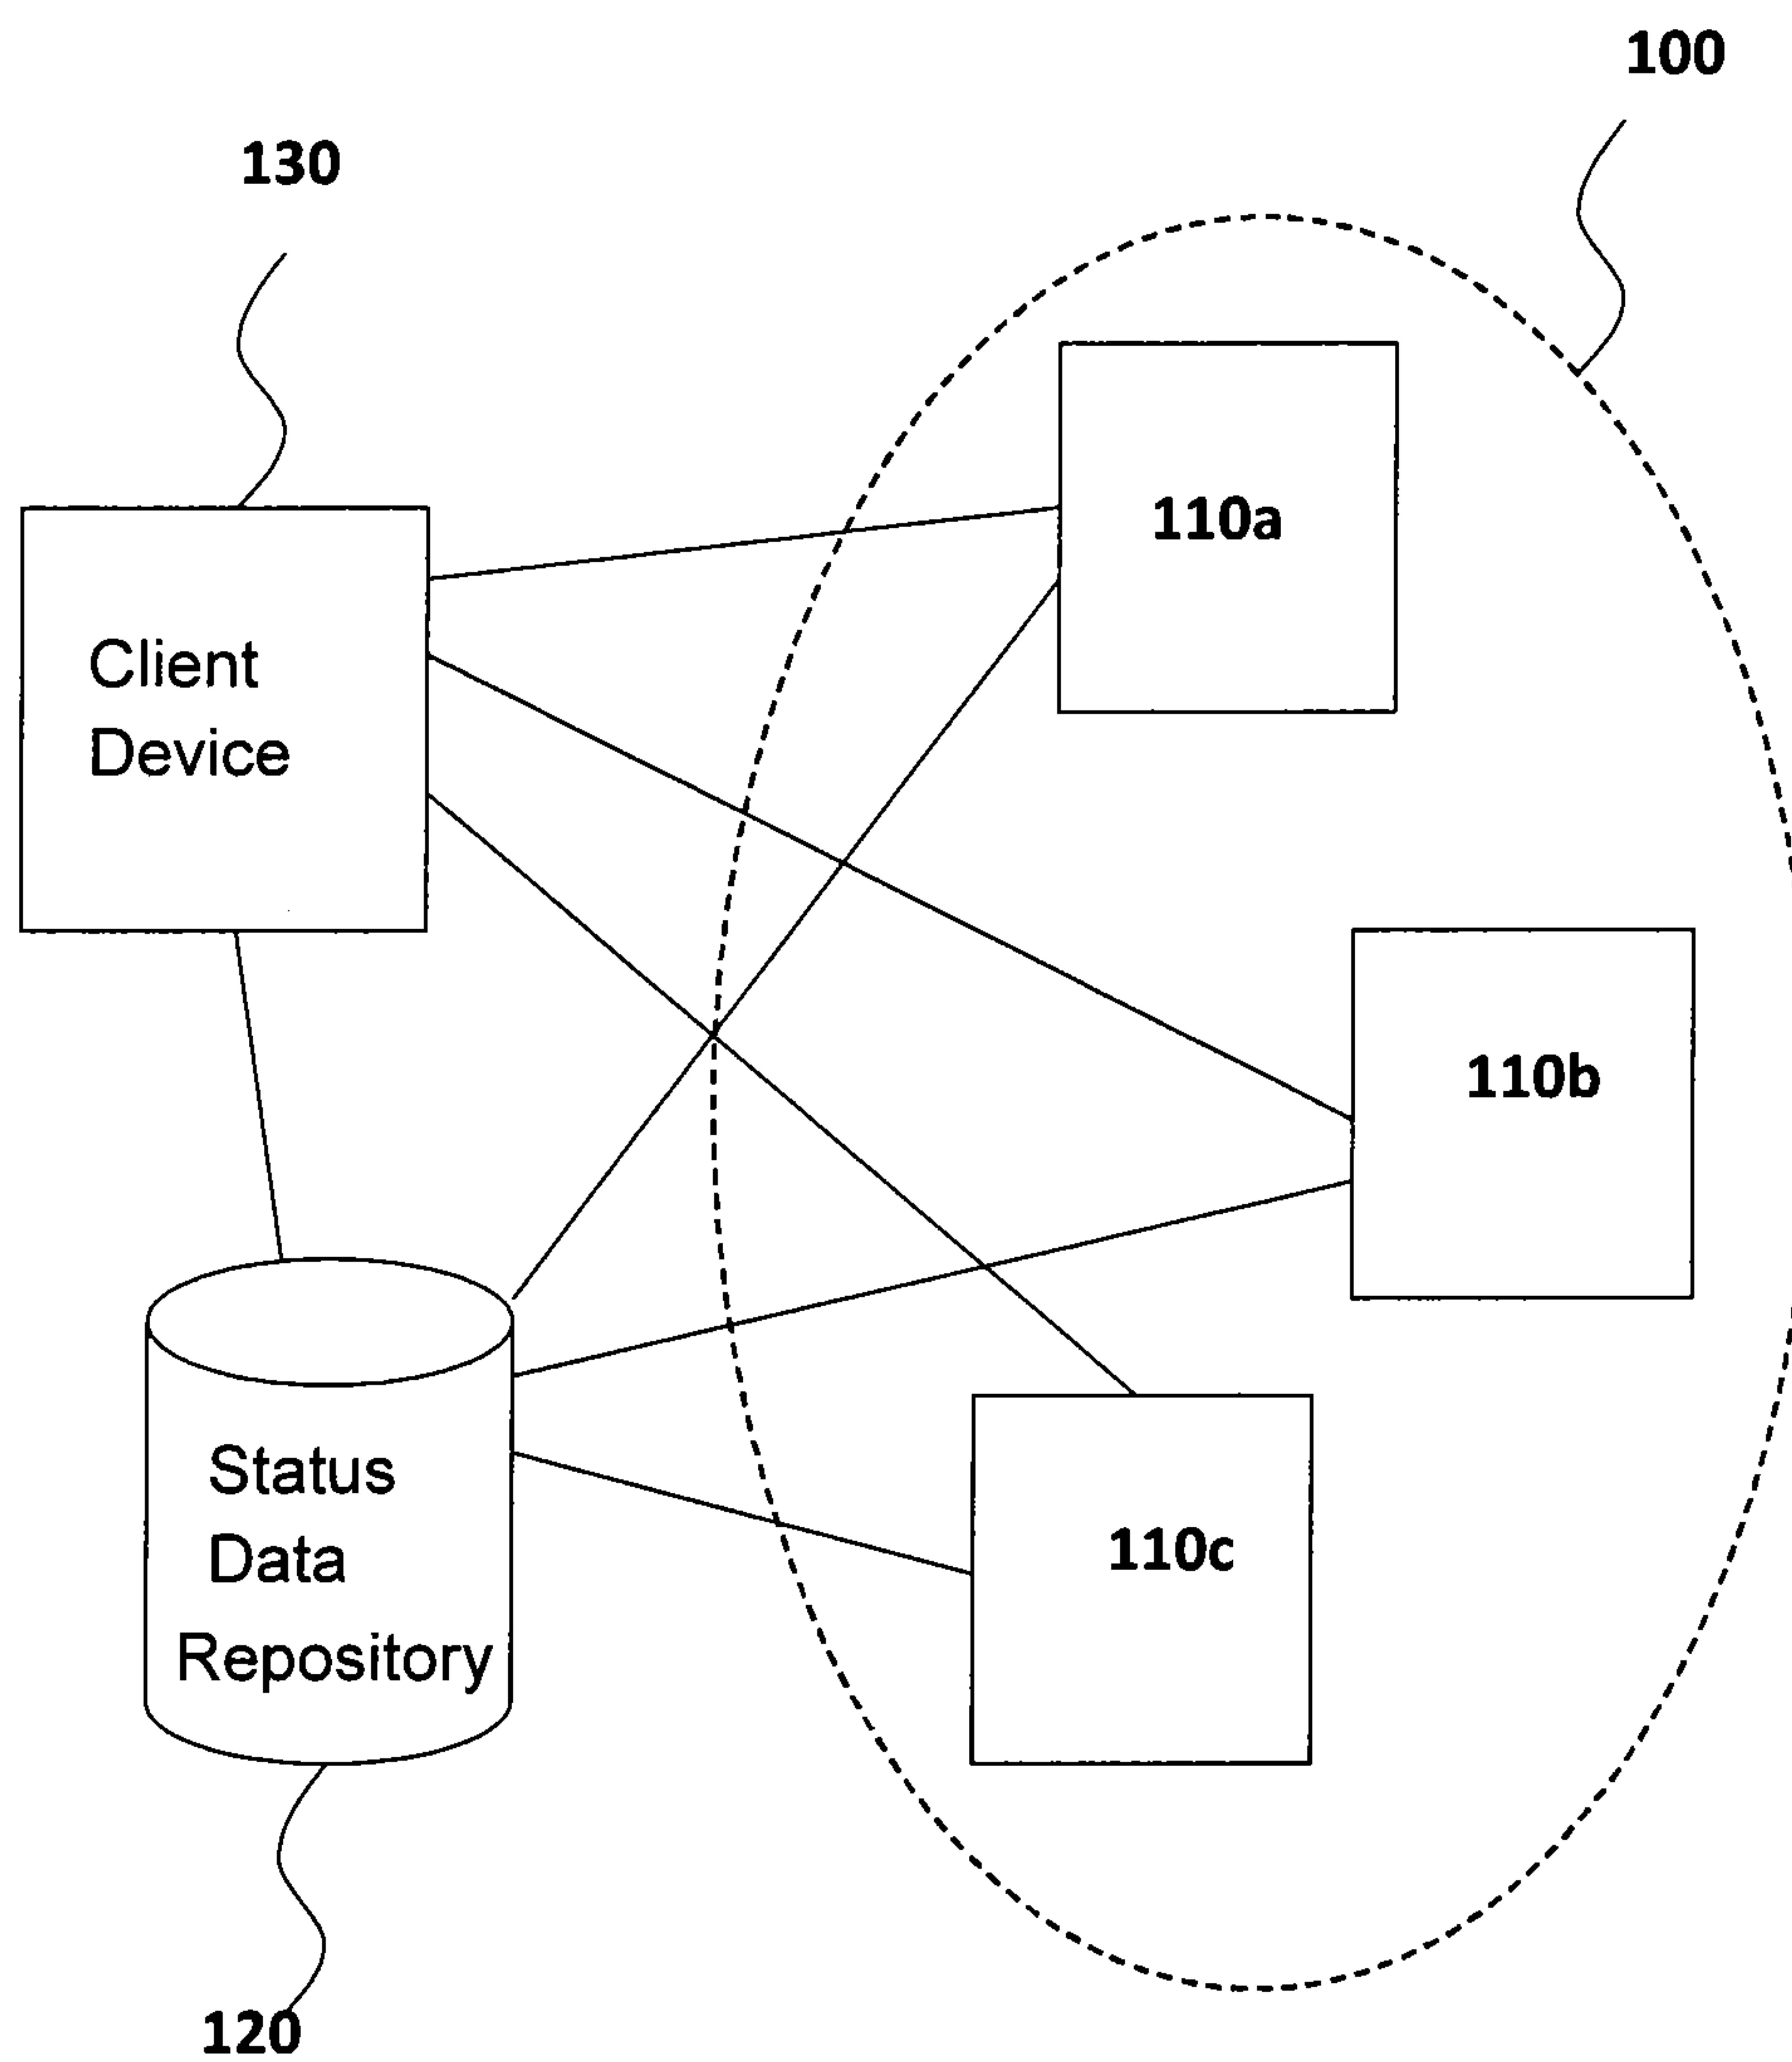 100
130
110a
Client
Device
110b
Status
Data
Repository
110c
120